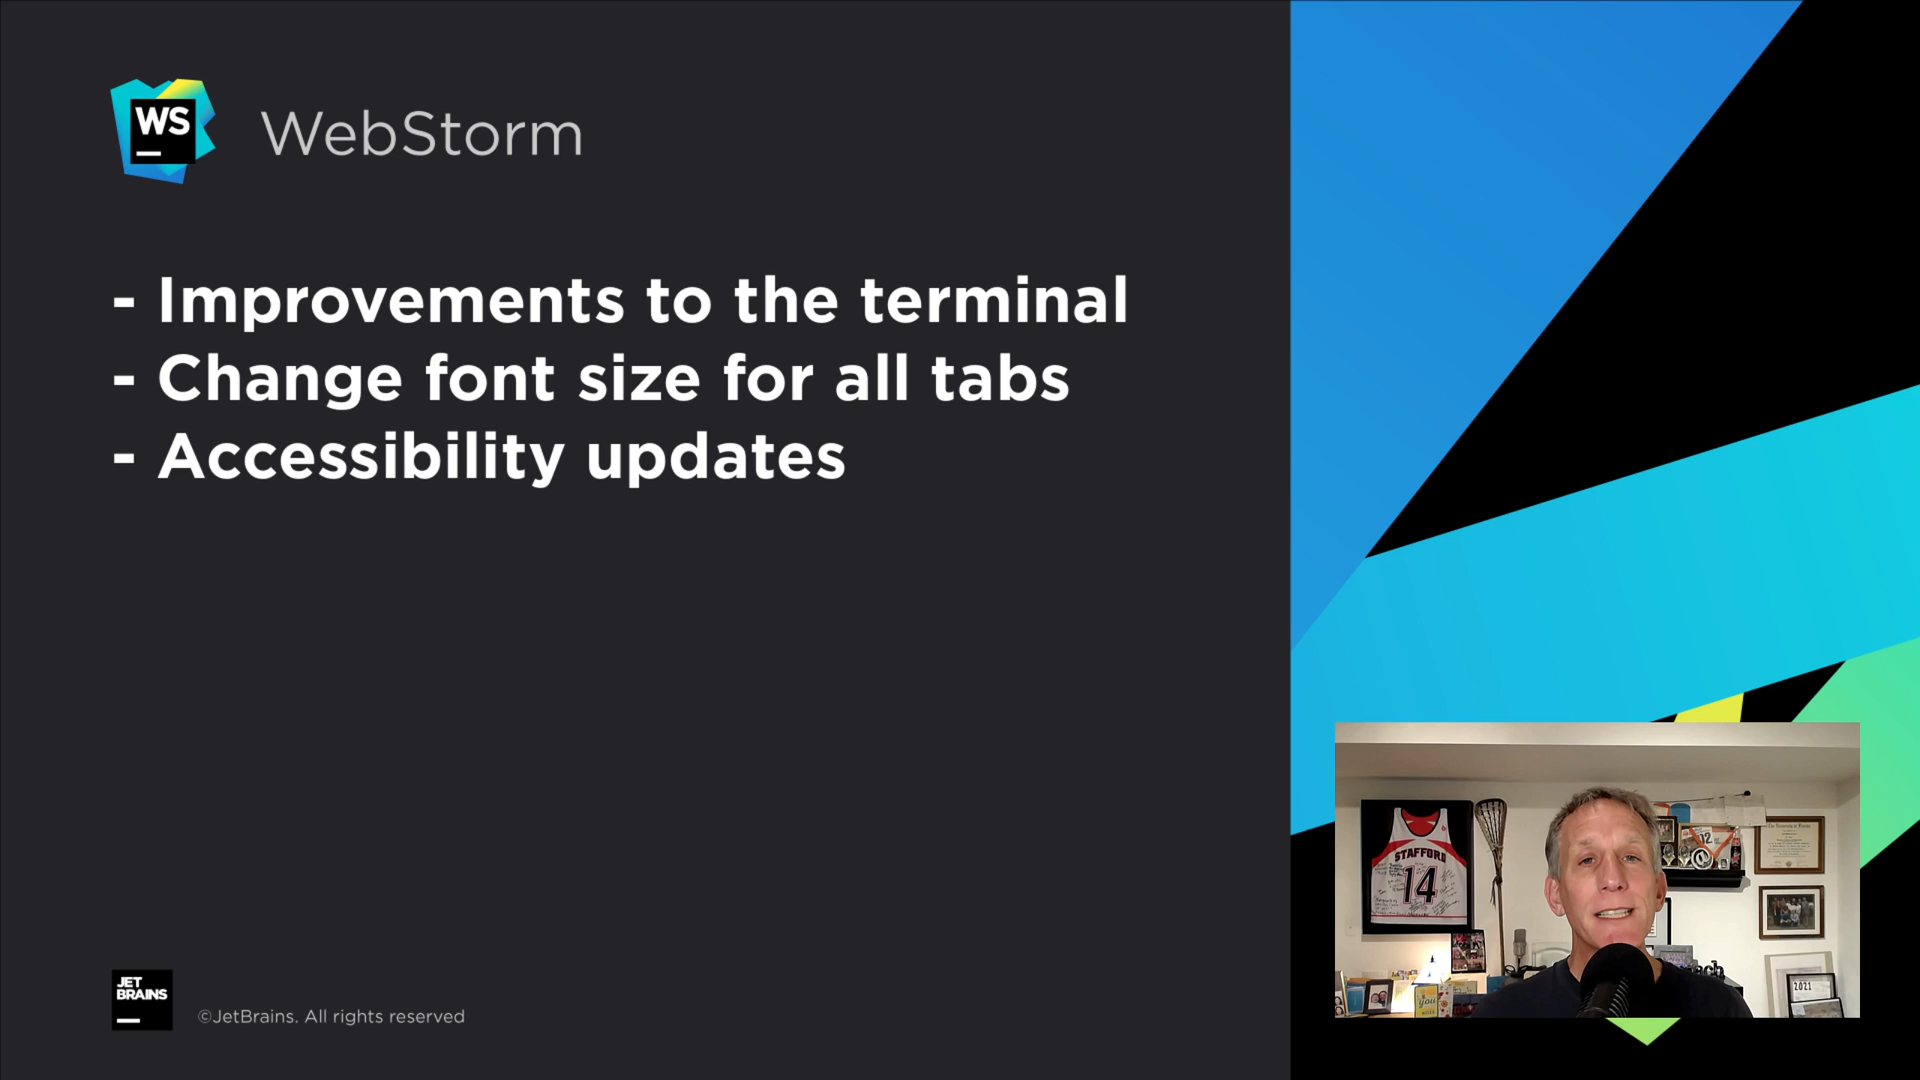 WS
WebStorm
- Improvements to the terminal
- Change font size for all tabs
- Accessibility updates
STAFFORD
14
you
2021
JET
BRAINS
©JetBrains. All rights reserved